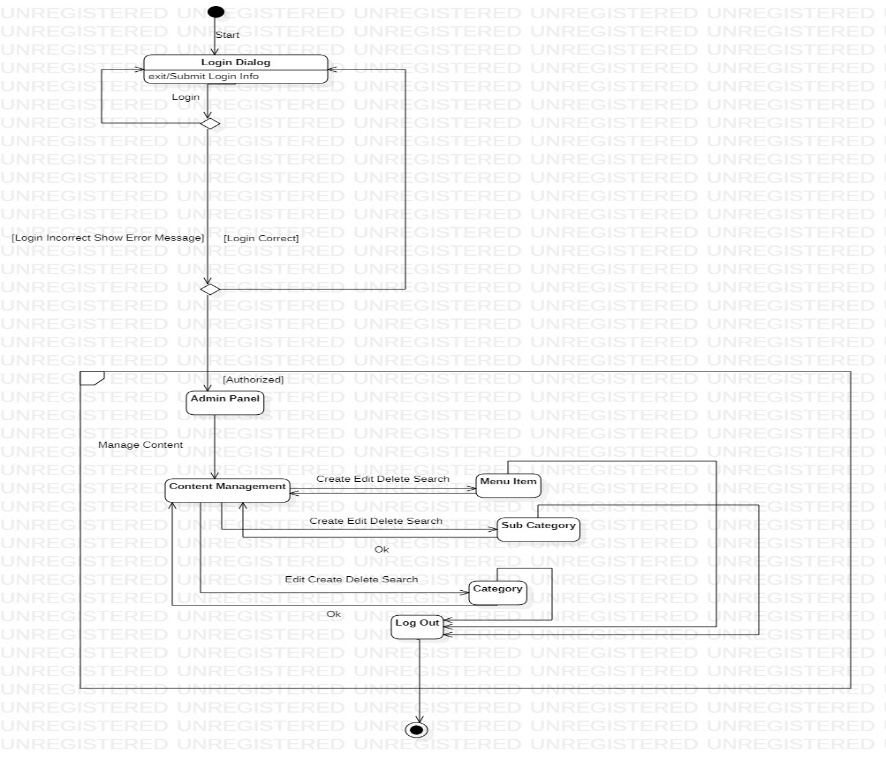 Start
Login Dialog
exit/Submit Login Info
Login
[Login Incorrect Show Error Message]
[Login Correct]
[Authorized]
Admin Panel
Manage Content
Content Management
Create Edit Delete Search
Menu Item
Create Edit Delete Search
Sub Category
Ok
Edit Create Delete Search
Category
Ok
Log Out
UNREGISTERED